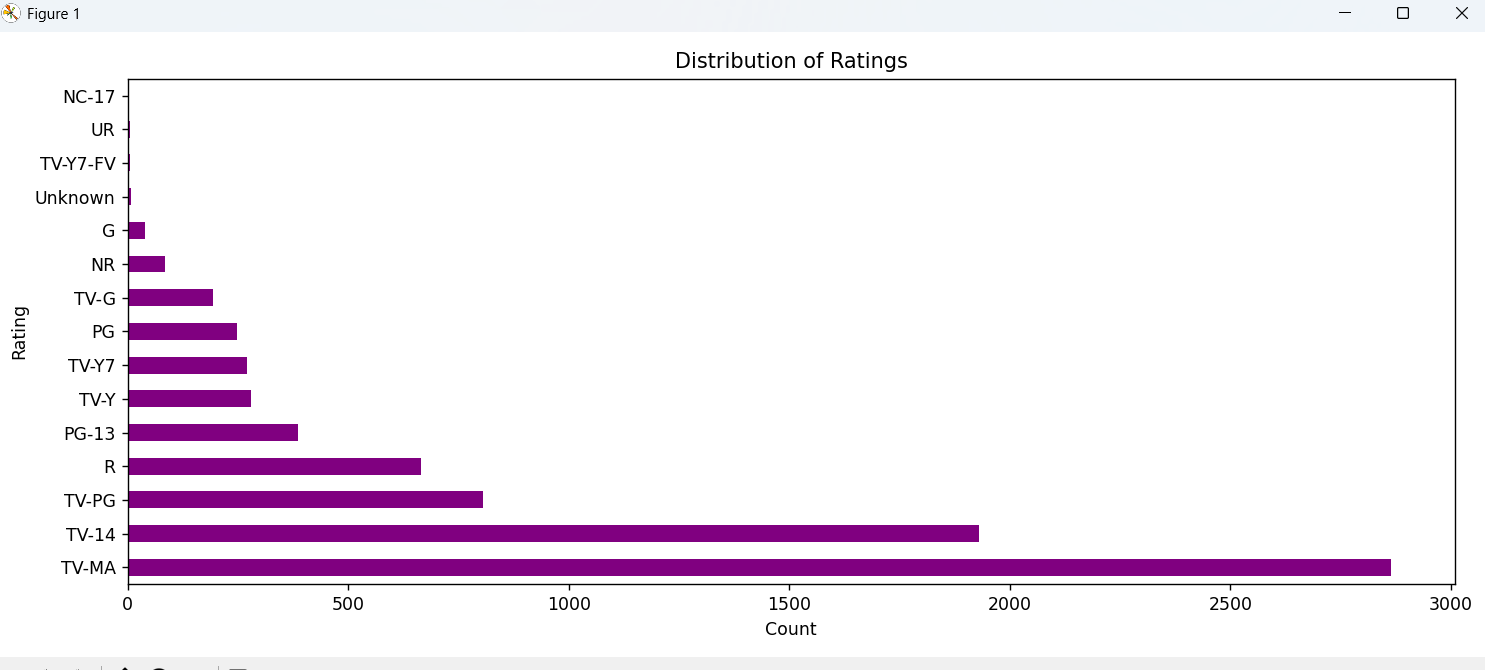 Figure 1
Distribution of Ratings
NC-17
UR
TV-Y7-FV
Unknown
G
NR
TV-G
PG
TV-Y7
TV-Y
PG-13
R
TV-PG
TV-14
TV-MA
Rating
0 500 1000 1500 2000 2500 3000
Count